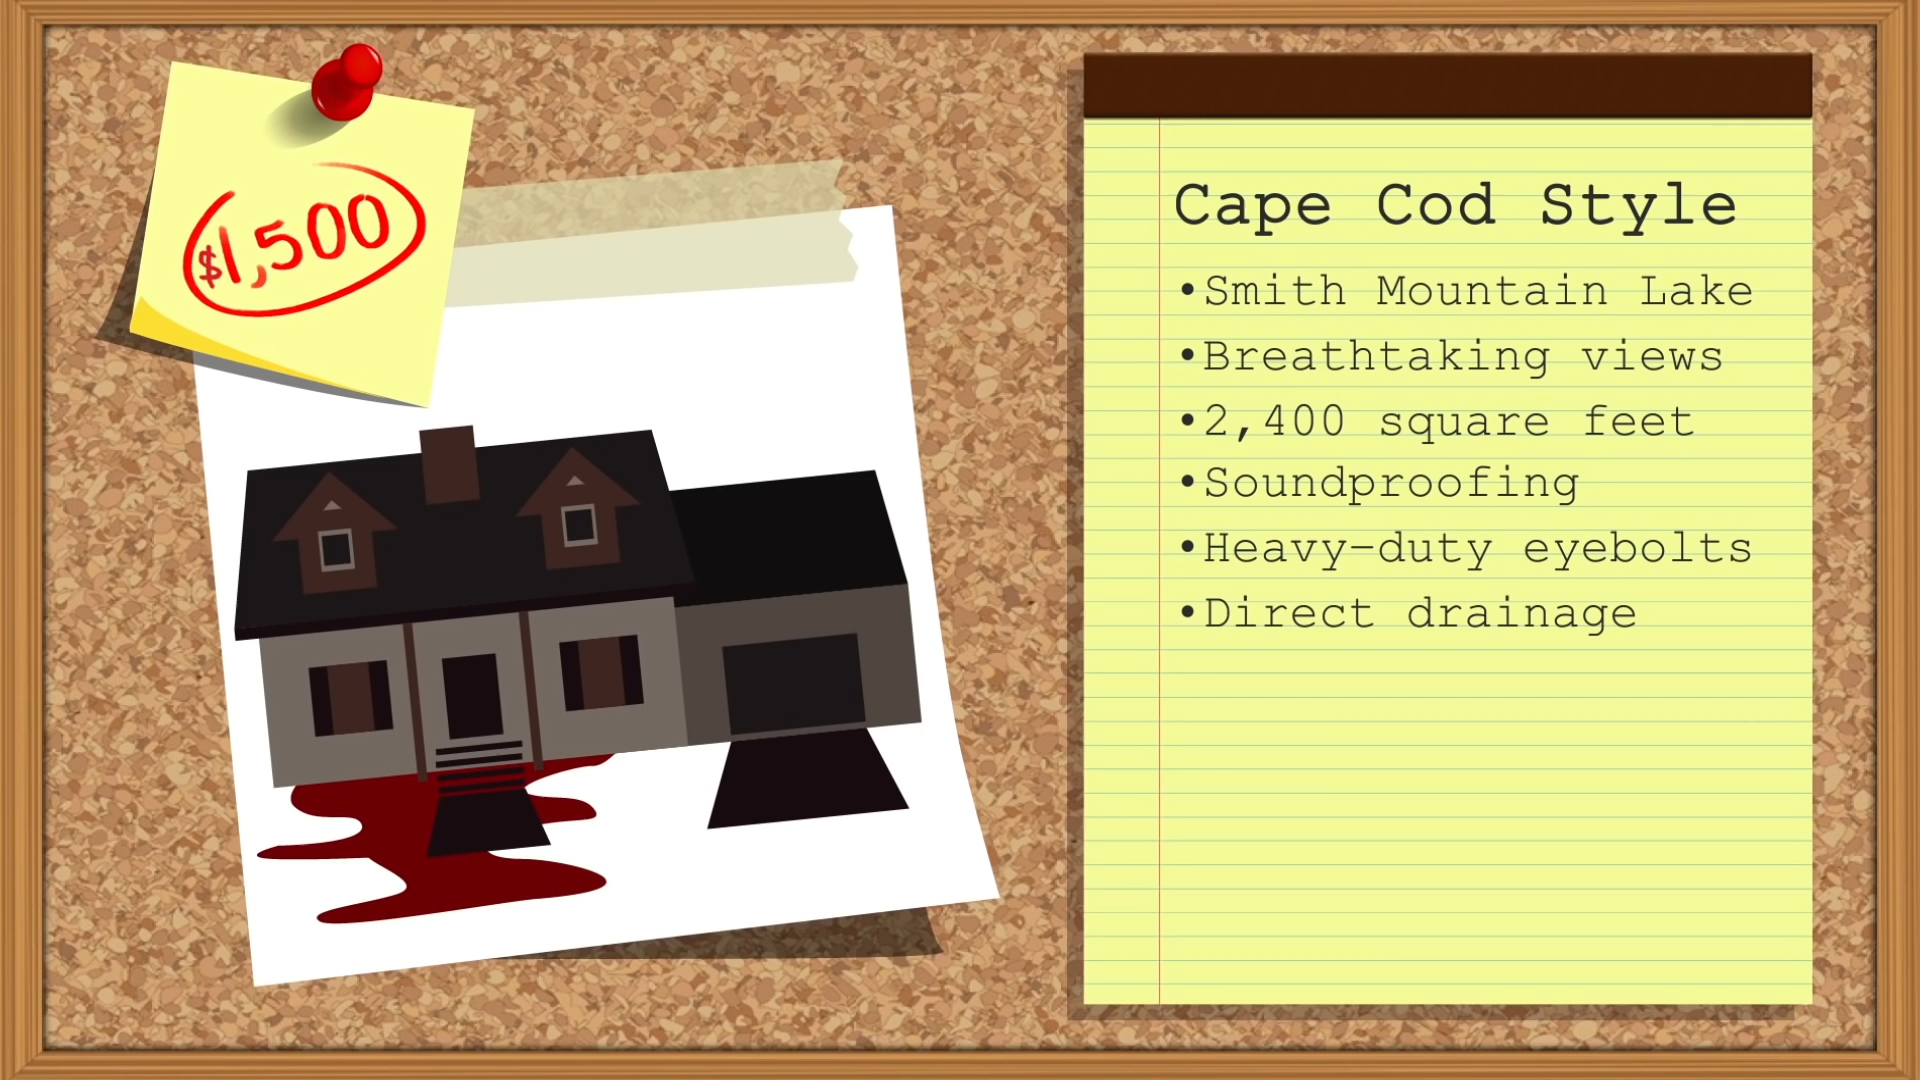 $1,500
Cape Cod Style
•Smith Mountain Lake
•Breathtaking views
•2,400 square feet
•Soundproofing
•Heavy-duty eyebolts
•Direct drainage